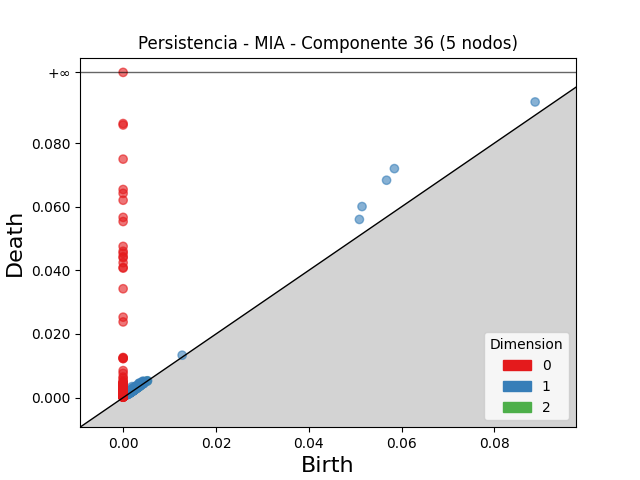 Persistencia - MIA - Componente 36 (5 nodos)
+∞
0.080
0.060
0.040
0.020
0.000
Death
0.00 0.02 0.04 0.06 0.08
Birth
Dimension
0
1
2